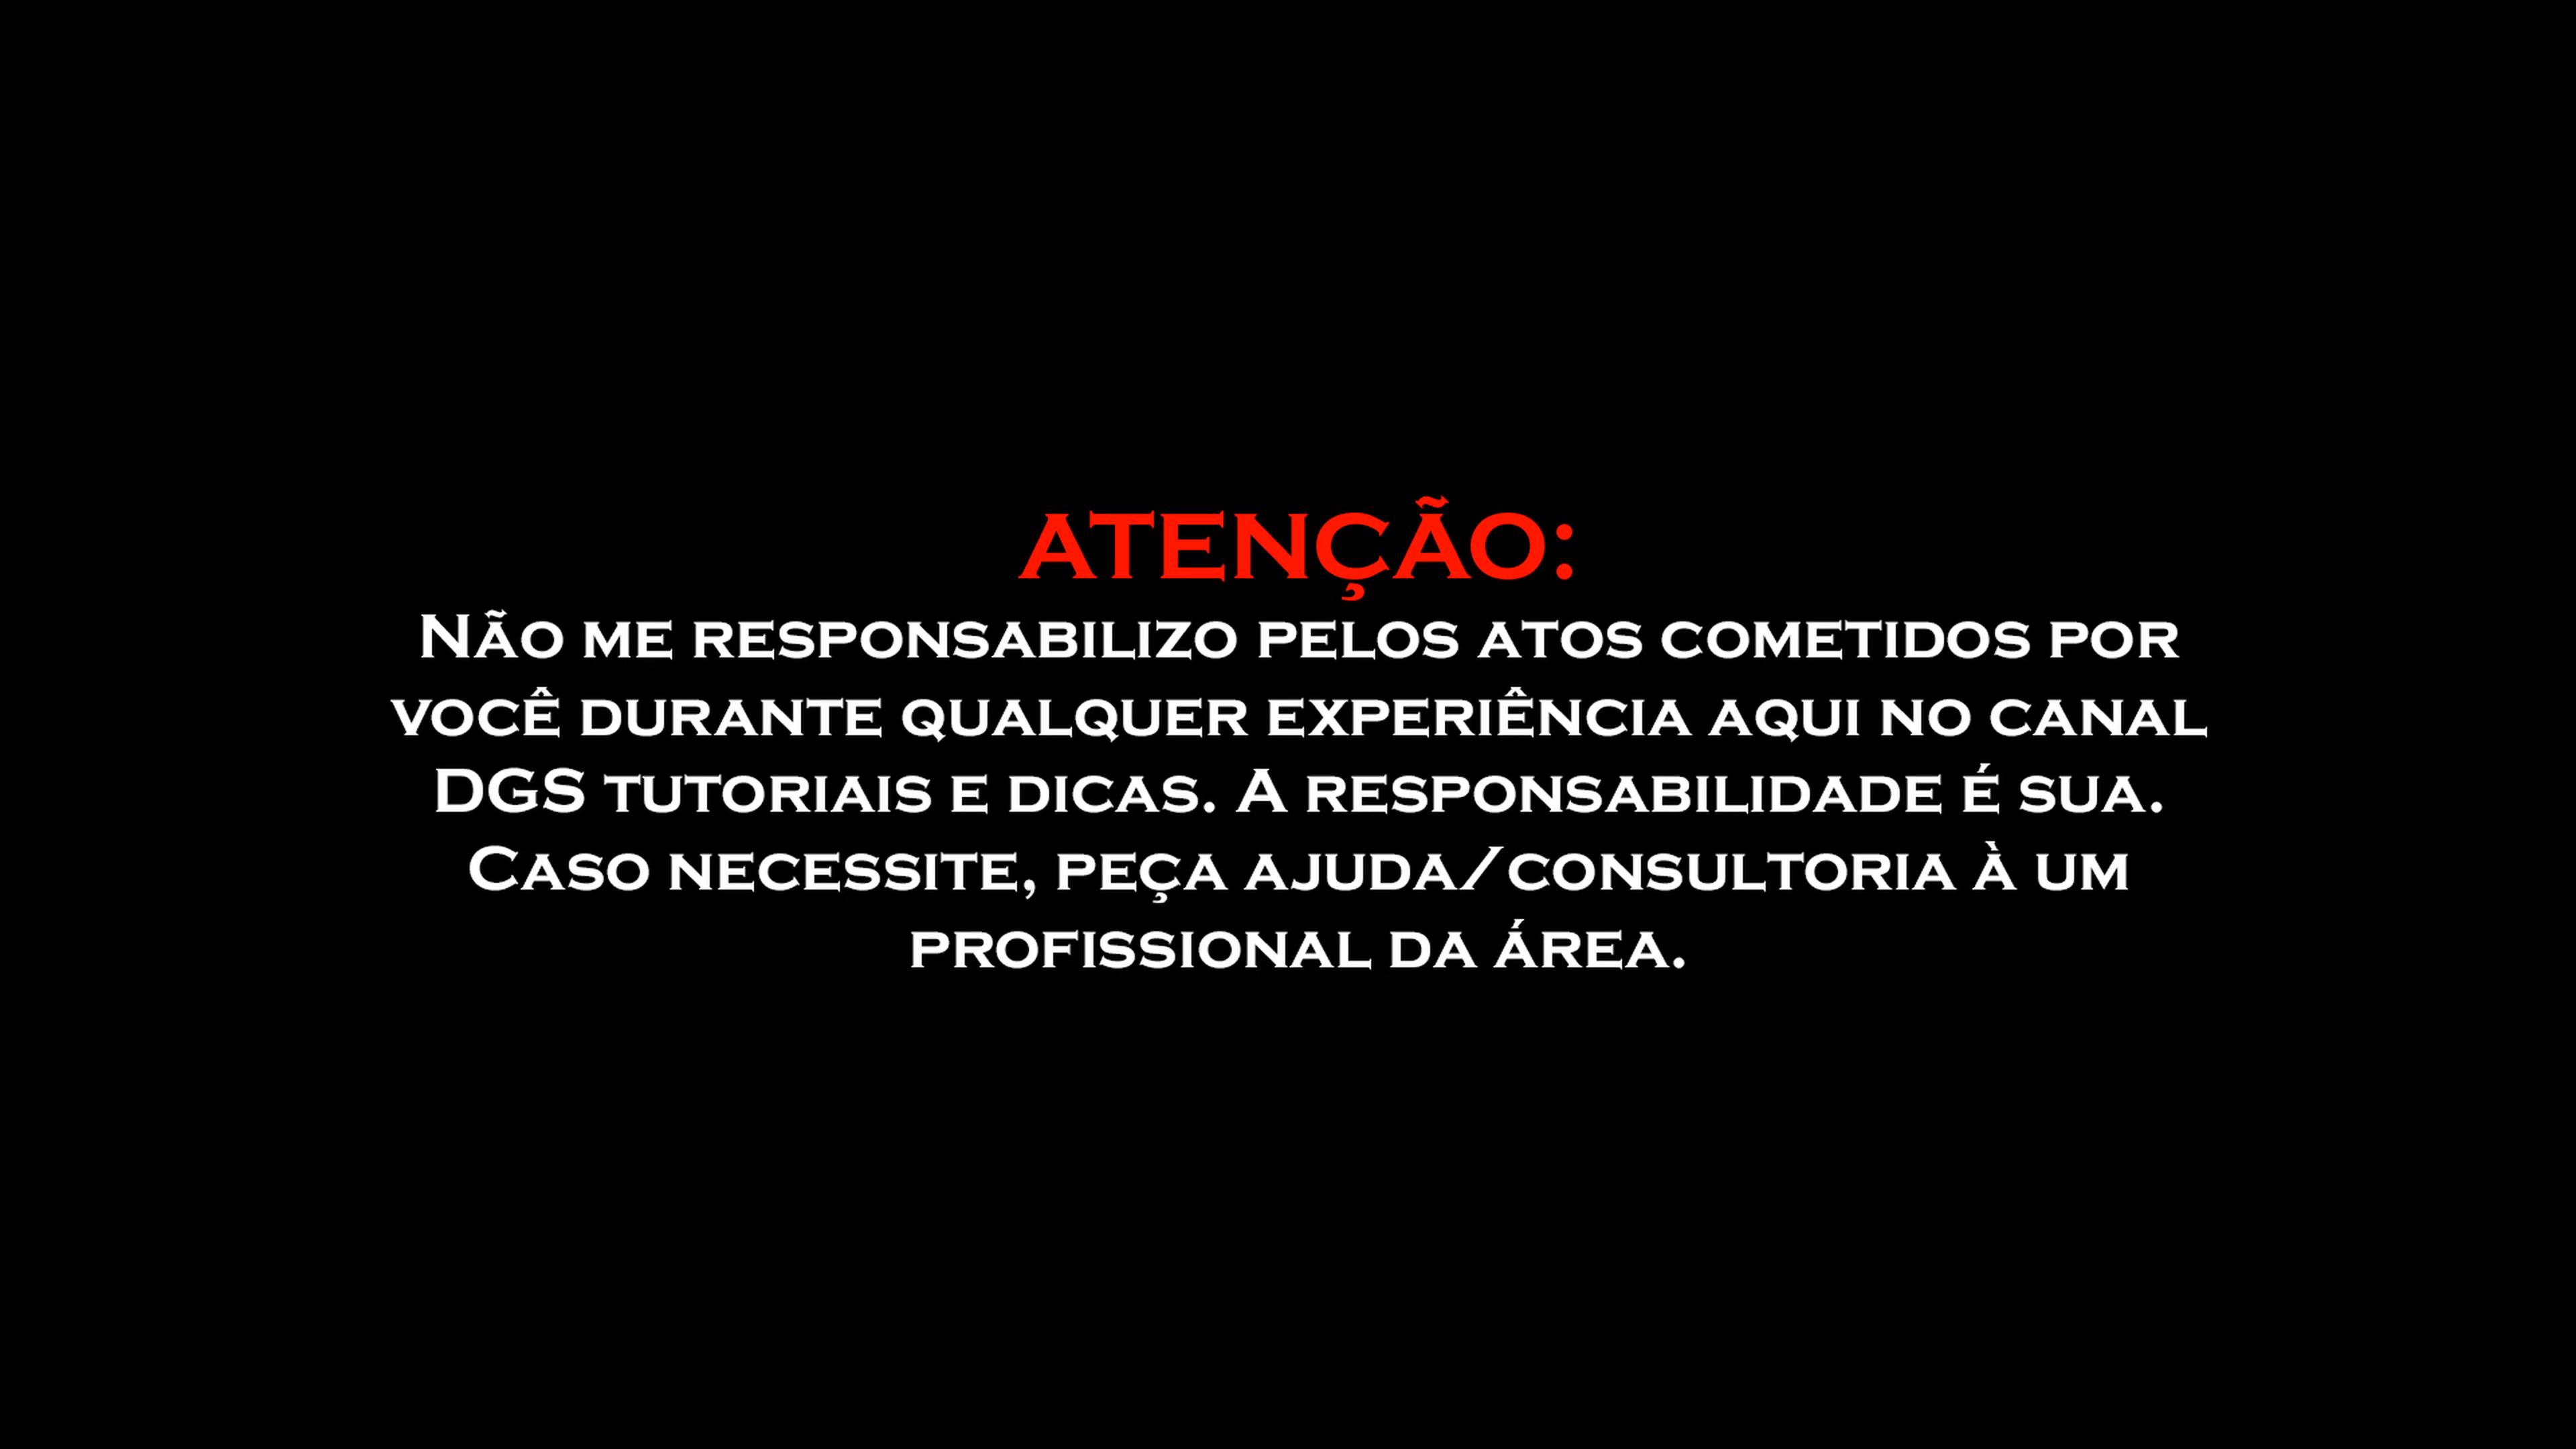 ATENÇÃO:
Não me responsabilizo pelos atos cometidos por
você durante qualquer experiência aqui no canal
DGS tutoriais e dicas. A responsabilidade é sua.
Caso necessite, peça ajuda/consultoria à um
profissional da área.